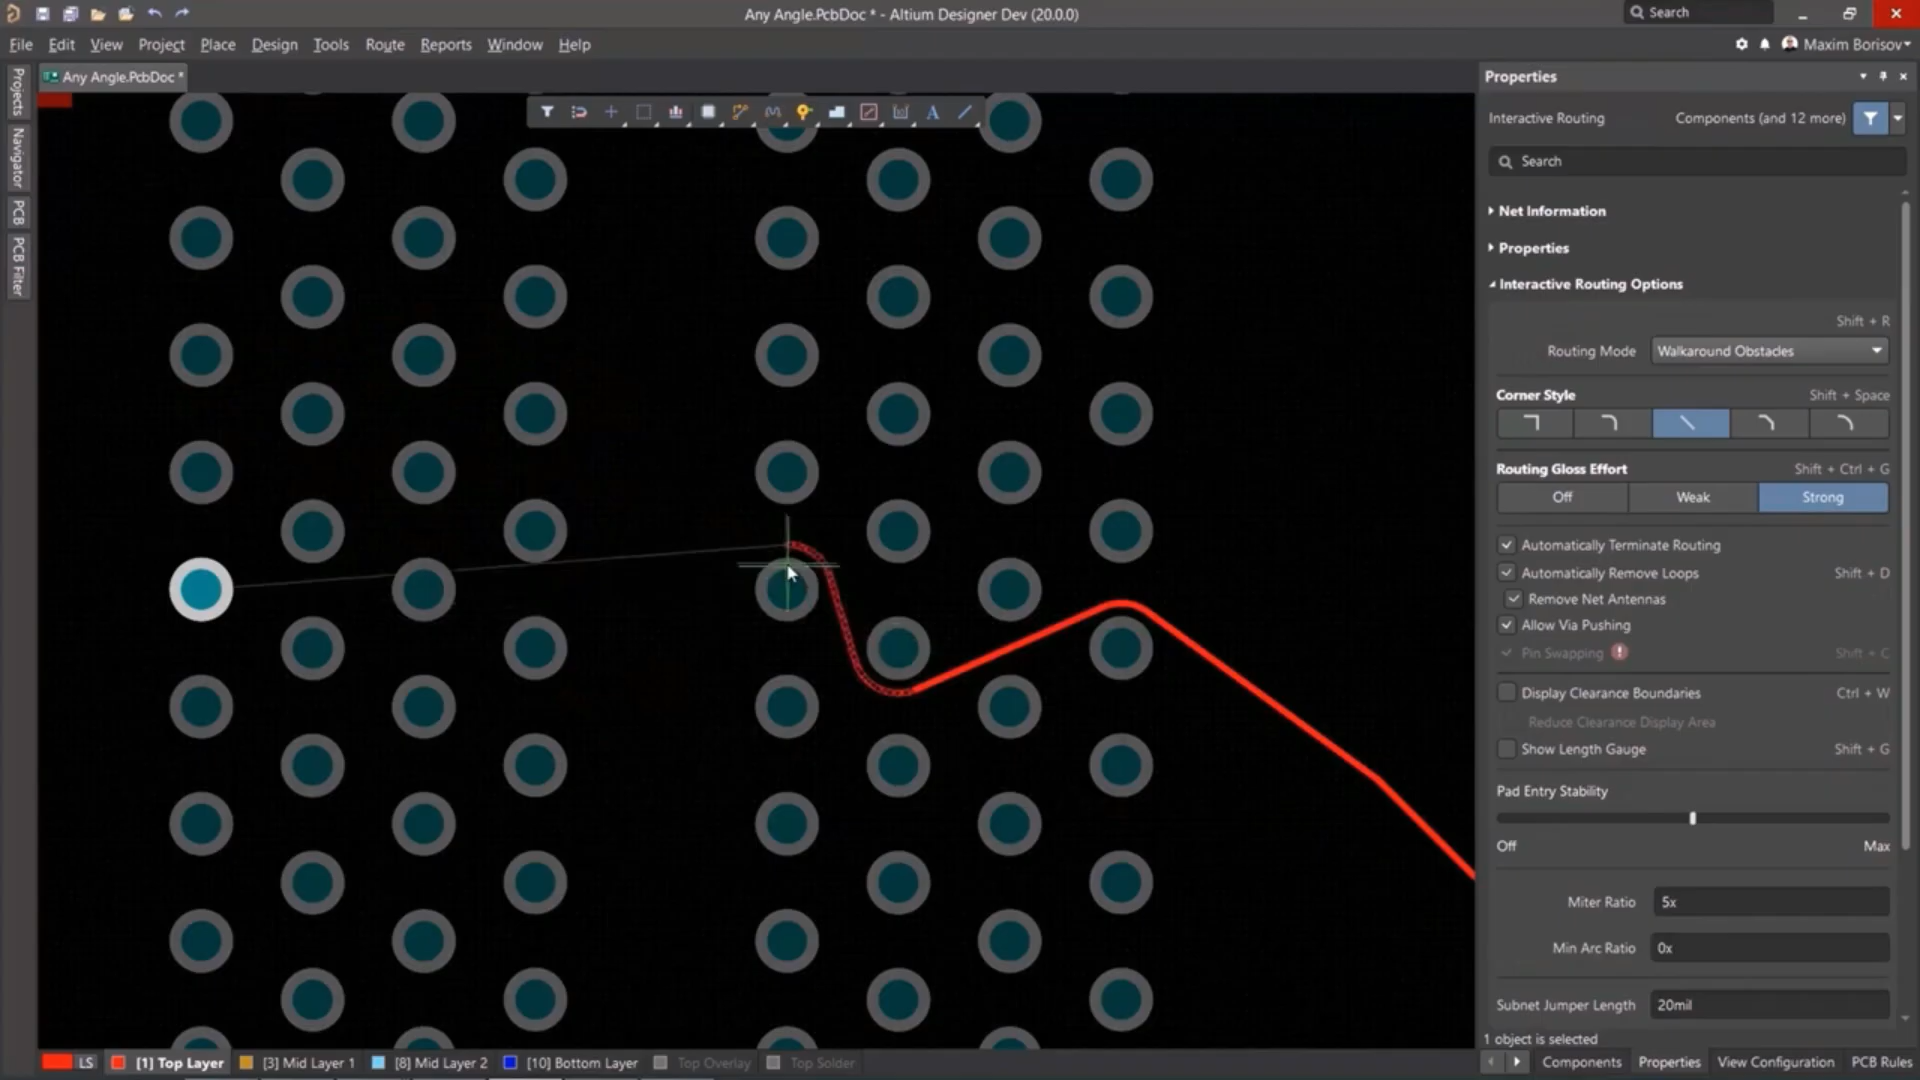 Any Angle.PcbDoc * - Altium Designer Dev (20.0.0)
Search
File Edit View Project Place Design Tools Route Reports Window Help
Maxim Borisov
Any Angle.PcbDoc *
Projects
Navigator
PCB
PCB Filter
Properties
Interactive Routing
Components (and 12 more)
Search
Net Information
Properties
Interactive Routing Options
Shift + R
Routing Mode Walkaround Obstacles
Corner Style Shift + Space
Routing Gloss Effort Shift + Ctrl + G
Off Weak Strong
Automatically Terminate Routing
Automatically Remove Loops Shift + D
Remove Net Antennas
Allow Via Pushing
Pin Swapping Shift + C
Display Clearance Boundaries Ctrl + W
Reduce Clearance Display Area
Show Length Gauge Shift + G
Pad Entry Stability
Off Max
Miter Ratio 5x
Min Arc Ratio 0x
Subnet Jumper Length 20mil
1 object is selected
LS [1] Top Layer [3] Mid Layer 1 [8] Mid Layer 2 [10] Bottom Layer Top Overlay Top Solder
Components Properties View Configuration PCB Rules